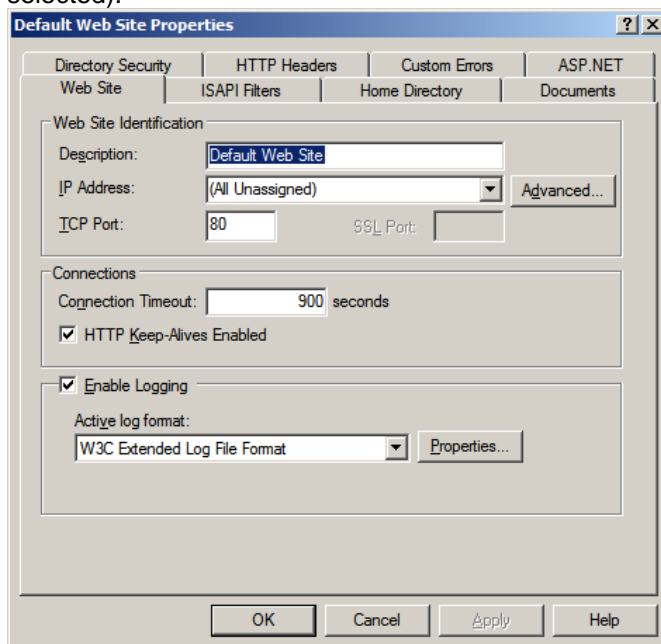 selected).
Default Web Site Properties
Directory Security HTTP Headers Custom Errors ASP.NET
Web Site ISAPI Filters Home Directory Documents
Web Site Identification
Description: Default Web Site
IP Address: (All Unassigned) Advanced...
TCP Port: 80 SSL Port:
Connections
Connection Timeout: 900 seconds
HTTP Keep-Alives Enabled
Enable Logging
Active log format:
W3C Extended Log File Format Properties...
OK Cancel Apply Help